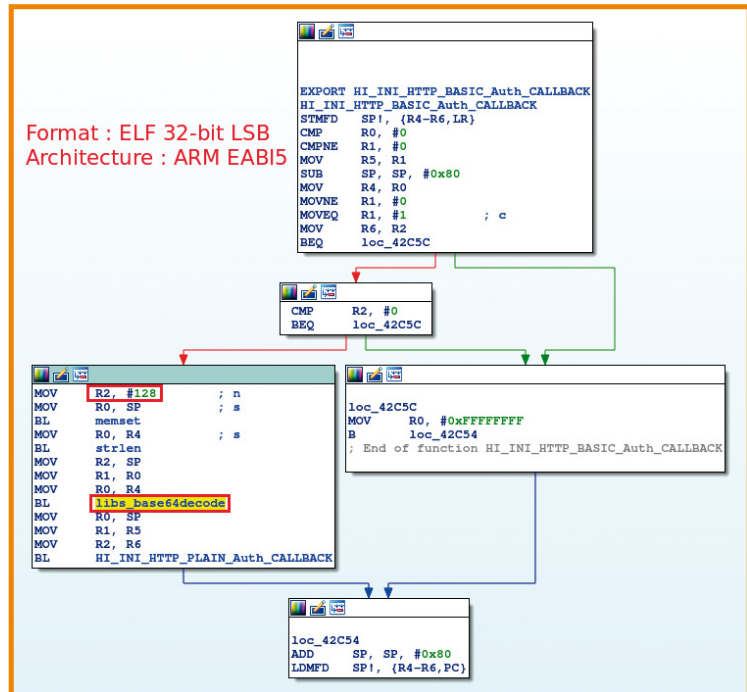 EXPORT HI_INI_HTTP_BASIC_Auth_CALLBACK
HI_INI_HTTP_BASIC_Auth_CALLBACK
STMFD SP!, {R4-R6,LR}
CMP R0, #0
CMPNE R1, #0
MOV R5, R1
SUB SP, SP, #0x80
MOV R4, R0
MOVNE R1, #0
MOVEQ R1, #1 ; c
MOV R6, R2
BEQ loc_42C5C
Format : ELF 32-bit LSB
Architecture : ARM EABI5
CMP R2, #0
BEQ loc_42C5C
MOV R2, #128 ; n
MOV R0, SP ; s
BL memset
MOV R0, R4 ; s
BL strlen
MOV R2, SP
MOV R1, R0
MOV R0, R4
BL libs_base64decode
MOV R0, SP
MOV R1, R5
MOV R2, R6
BL HI_INI_HTTP_PLAIN_Auth_CALLBACK
loc_42C5C
MOV R0, #0xFFFFFFFF
B loc_42C54
; End of function HI_INI_HTTP_BASIC_Auth_CALLBACK
loc_42C54
ADD SP, SP, #0x80
LDMFD SP!, {R4-R6,PC}